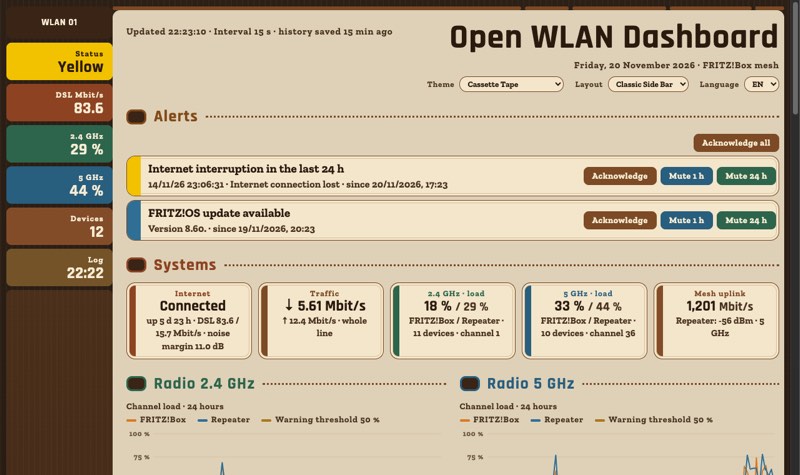 WLAN 01
Status
Yellow
DSL Mbit/s
83.6
2.4 GHz
29 %
5 GHz
44 %
Devices
12
Log
22:22
Updated 22:23:10 · Interval 15 s · history saved 15 min ago
Open WLAN Dashboard
Friday, 20 November 2026 · FRITZ!Box mesh
Theme Cassette Tape Layout Classic Side Bar Language EN
Alerts
Acknowledge all
Internet interruption in the last 24 h
14/11/26 23:06:31 · Internet connection lost · since 20/11/2026, 17:23
Acknowledge Mute 1 h Mute 24 h
FRITZ!OS update available
Version 8.60. · since 19/11/2026, 20:23
Acknowledge Mute 1 h Mute 24 h
Systems
Internet
Connected
up 5 d 23 h · DSL 83.6 /
15.7 Mbit/s · noise
margin 11.0 dB
Traffic
↓ 5.61 Mbit/s
↑ 12.4 Mbit/s · whole
line
2.4 GHz · load
18 % / 29 %
FRITZ!Box / Repeater ·
11 devices · channel 1
5 GHz · load
33 % / 44 %
FRITZ!Box / Repeater ·
10 devices · channel 36
Mesh uplink
1,201 Mbit/s
Repeater: -56 dBm · 5
GHz
Radio 2.4 GHz
Channel load · 24 hours
FRITZ!Box Repeater Warning threshold 50 %
100 %
75 %
Radio 5 GHz
Channel load · 24 hours
FRITZ!Box Repeater Warning threshold 50 %
100 %
75 %